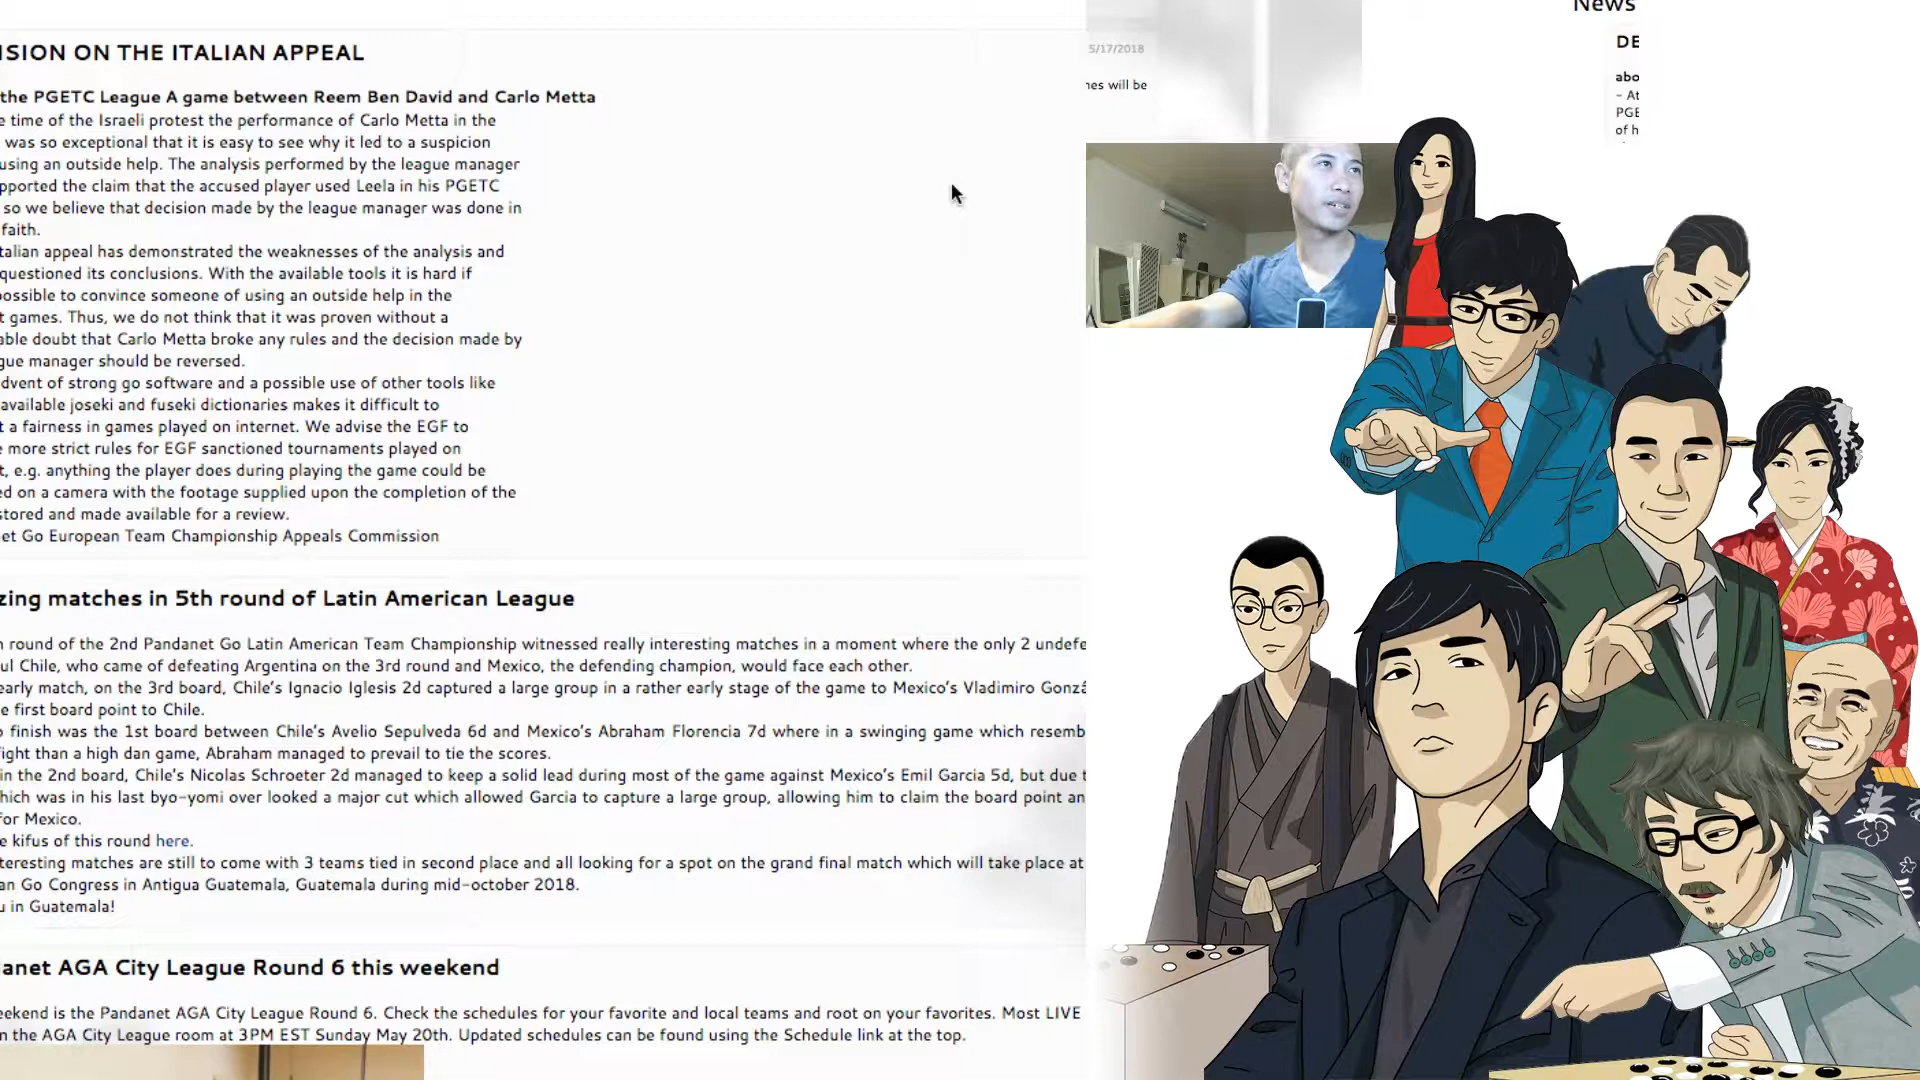 ISION ON THE ITALIAN APPEAL
the PGETC League A game between Reem Ben David and Carlo Metta
e time of the Israeli protest the performance of Carlo Metta in the
was so exceptional that it is easy to see why it led to a suspicion
using an outside help. The analysis performed by the league manager
pported the claim that the accused player used Leela in his PGETC
so we believe that decision made by the league manager was done in
faith.
talian appeal has demonstrated the weaknesses of the analysis and
questioned its conclusions. With the available tools it is hard if
possible to convince someone of using an outside help in the
t games. Thus, we do not think that it was proven without a
able doubt that Carlo Metta broke any rules and the decision made by
gue manager should be reversed.
dvent of strong go software and a possible use of other tools like
available joseki and fuseki dictionaries makes it difficult to
t a fairness in games played on internet. We advise the EGF to
e more strict rules for EGF sanctioned tournaments played on
t, e.g. anything the player does during playing the game could be
ed on a camera with the footage supplied upon the completion of the
stored and made available for a review.
et Go European Team Championship Appeals Commission
zing matches in 5th round of Latin American League
n round of the 2nd Pandanet Go Latin American Team Championship witnessed really interesting matches in a moment where the only 2 undefe
ul Chile, who came of defeating Argentina on the 3rd round and Mexico, the defending champion, would face each other.
early match, on the 3rd board, Chile's Ignacio Iglesis 2d captured a large group in a rather early stage of the game to Mexico's Vladimiro Gonzá
e first board point to Chile.
o finish was the 1st board between Chile's Avelio Sepulveda 6d and Mexico's Abraham Florencia 7d where in a swinging game which resemb
fight than a high dan game, Abraham managed to prevail to tie the scores.
in the 2nd board, Chile's Nicolas Schroeter 2d managed to keep a solid lead during most of the game against Mexico's Emil Garcia 5d, but due t
hich was in his last byo-yomi over looked a major cut which allowed Garcia to capture a large group, allowing him to claim the board point an
for Mexico.
e kifus of this round here.
teresting matches are still to come with 3 teams tied in second place and all looking for a spot on the grand final match which will take place at
an Go Congress in Antigua Guatemala, Guatemala during mid-october 2018.
u in Guatemala!
anet AGA City League Round 6 this weekend
eekend is the Pandanet AGA City League Round 6. Check the schedules for your favorite and local teams and root on your favorites. Most LIVE
n the AGA City League room at 3PM EST Sunday May 20th. Updated schedules can be found using the Schedule link at the top.
5/17/2018
nes will be
News
DE
abo
- At
PGE
of h